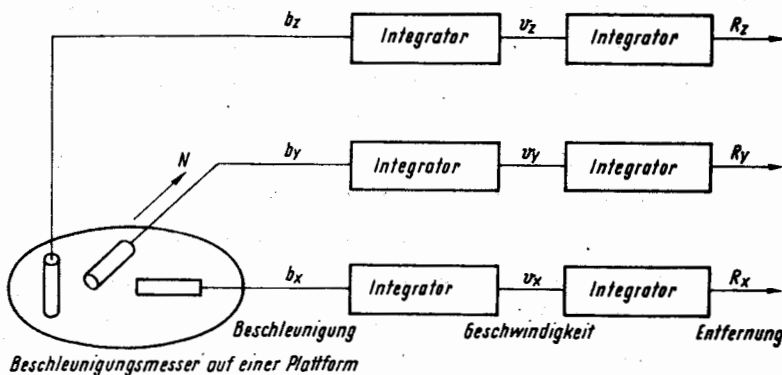 b_z Integrator v_z Integrator R_z
N b_y Integrator v_y Integrator R_y
b_x Integrator v_x Integrator R_x
Beschleunigung Geschwindigkeit Entfernung
Beschleunigungsmesser auf einer Plattform